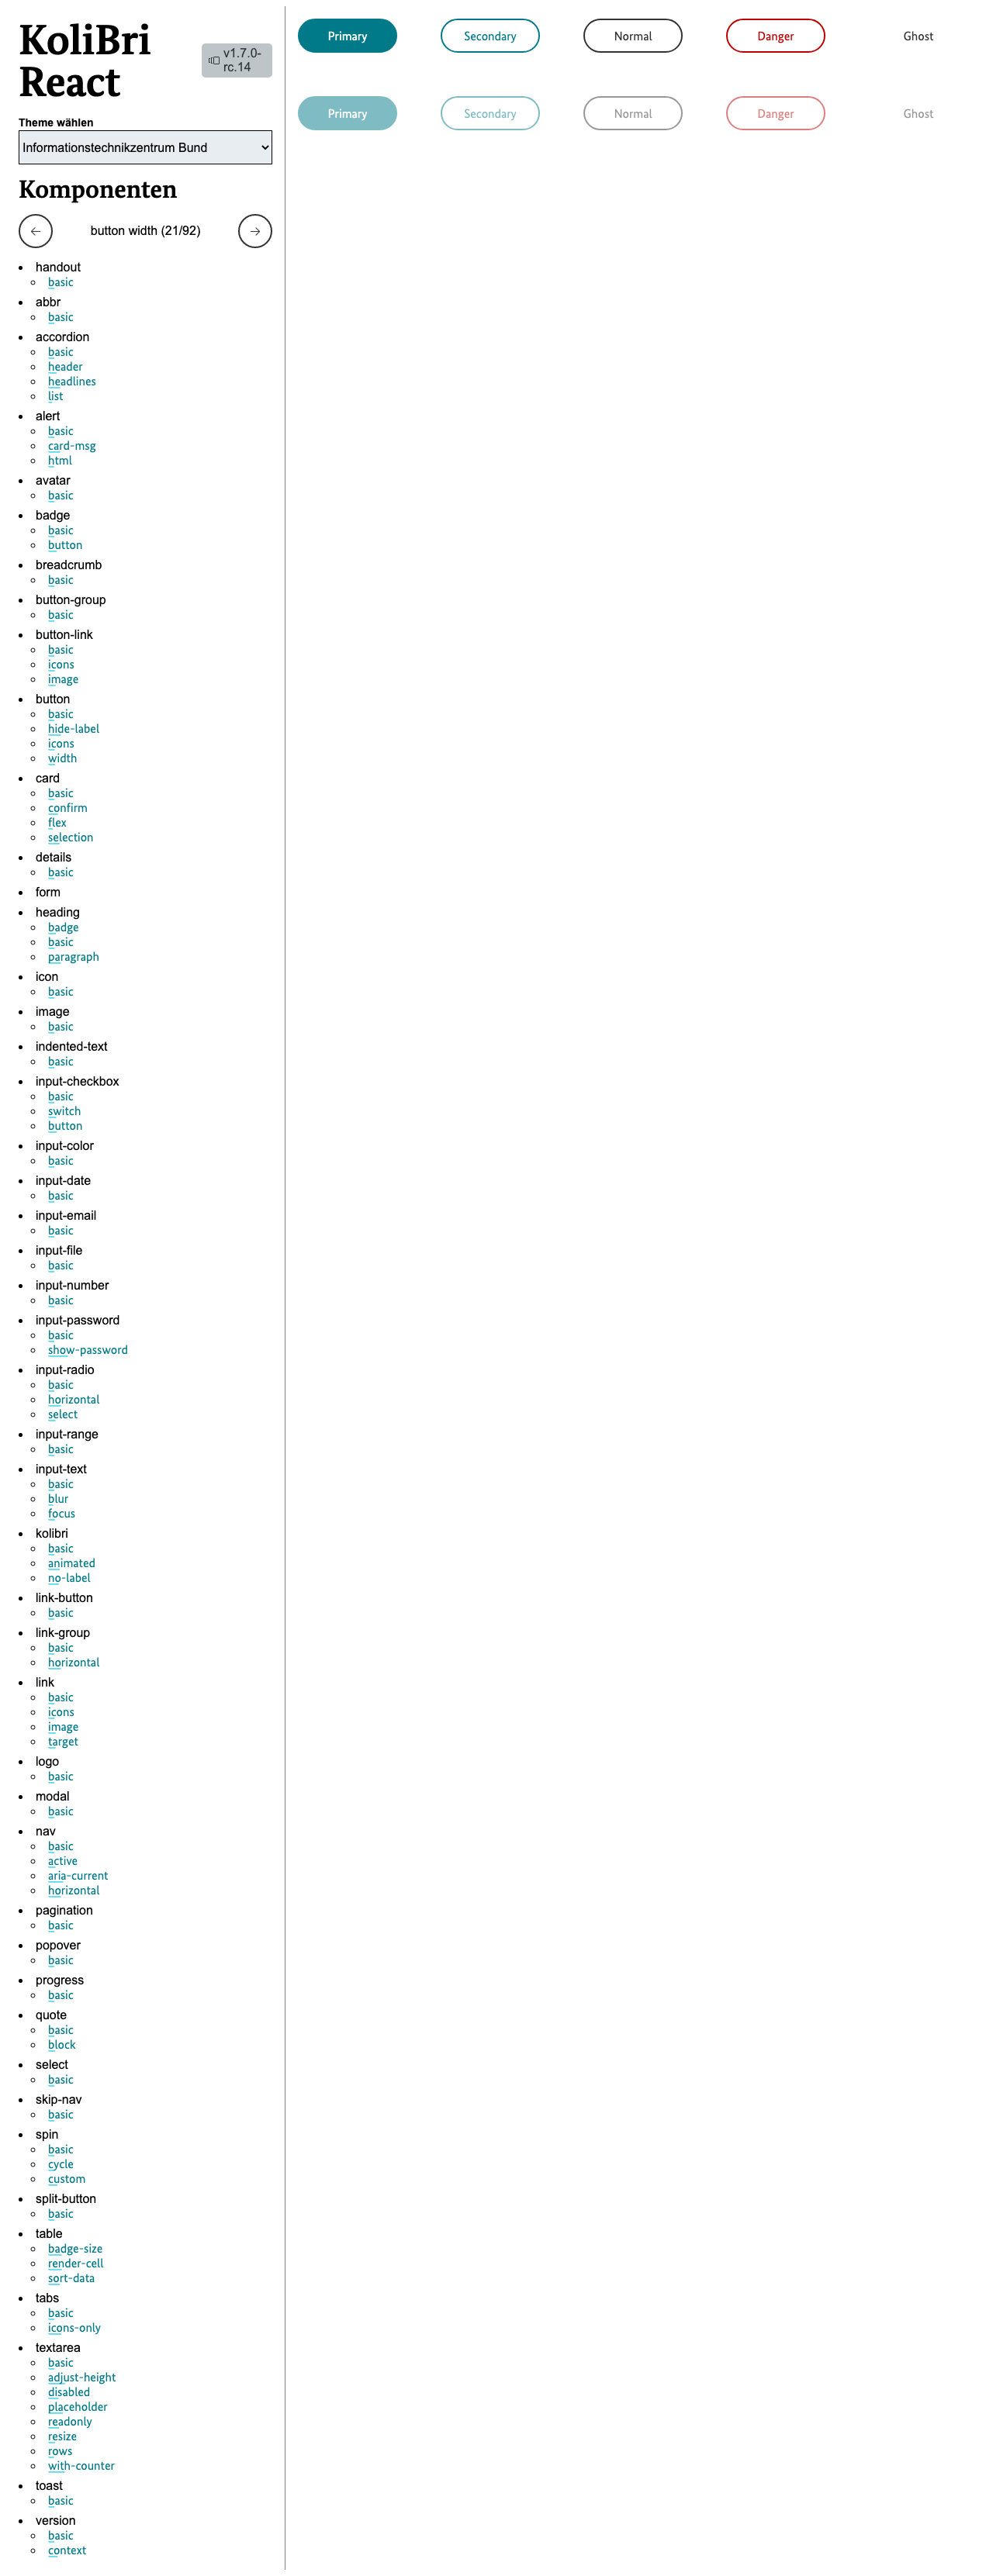 KoliBri
React
v1.7.0-
rc.14
Theme wählen
Informationstechnikzentrum Bund
Komponenten
button width (21/92)
handout
basic
abbr
basic
accordion
basic
header
headlines
list
alert
basic
card-msg
html
avatar
basic
badge
basic
button
breadcrumb
basic
button-group
basic
button-link
basic
icons
image
button
basic
hide-label
icons
width
card
basic
confirm
flex
selection
details
basic
form
heading
badge
basic
paragraph
icon
basic
image
basic
indented-text
basic
input-checkbox
basic
switch
button
input-color
basic
input-date
basic
input-email
basic
input-file
basic
input-number
basic
input-password
basic
show-password
input-radio
basic
horizontal
select
input-range
basic
input-text
basic
blur
focus
kolibri
basic
animated
no-label
link-button
basic
link-group
basic
horizontal
link
basic
icons
image
target
logo
basic
modal
basic
nav
basic
active
aria-current
horizontal
pagination
basic
popover
basic
progress
basic
quote
basic
block
select
basic
skip-nav
basic
spin
basic
cycle
custom
split-button
basic
table
badge-size
render-cell
sort-data
tabs
basic
icons-only
textarea
basic
adjust-height
disabled
placeholder
readonly
resize
rows
with-counter
toast
basic
version
basic
context
Primary Secondary Normal Danger Ghost
Primary Secondary Normal Danger Ghost